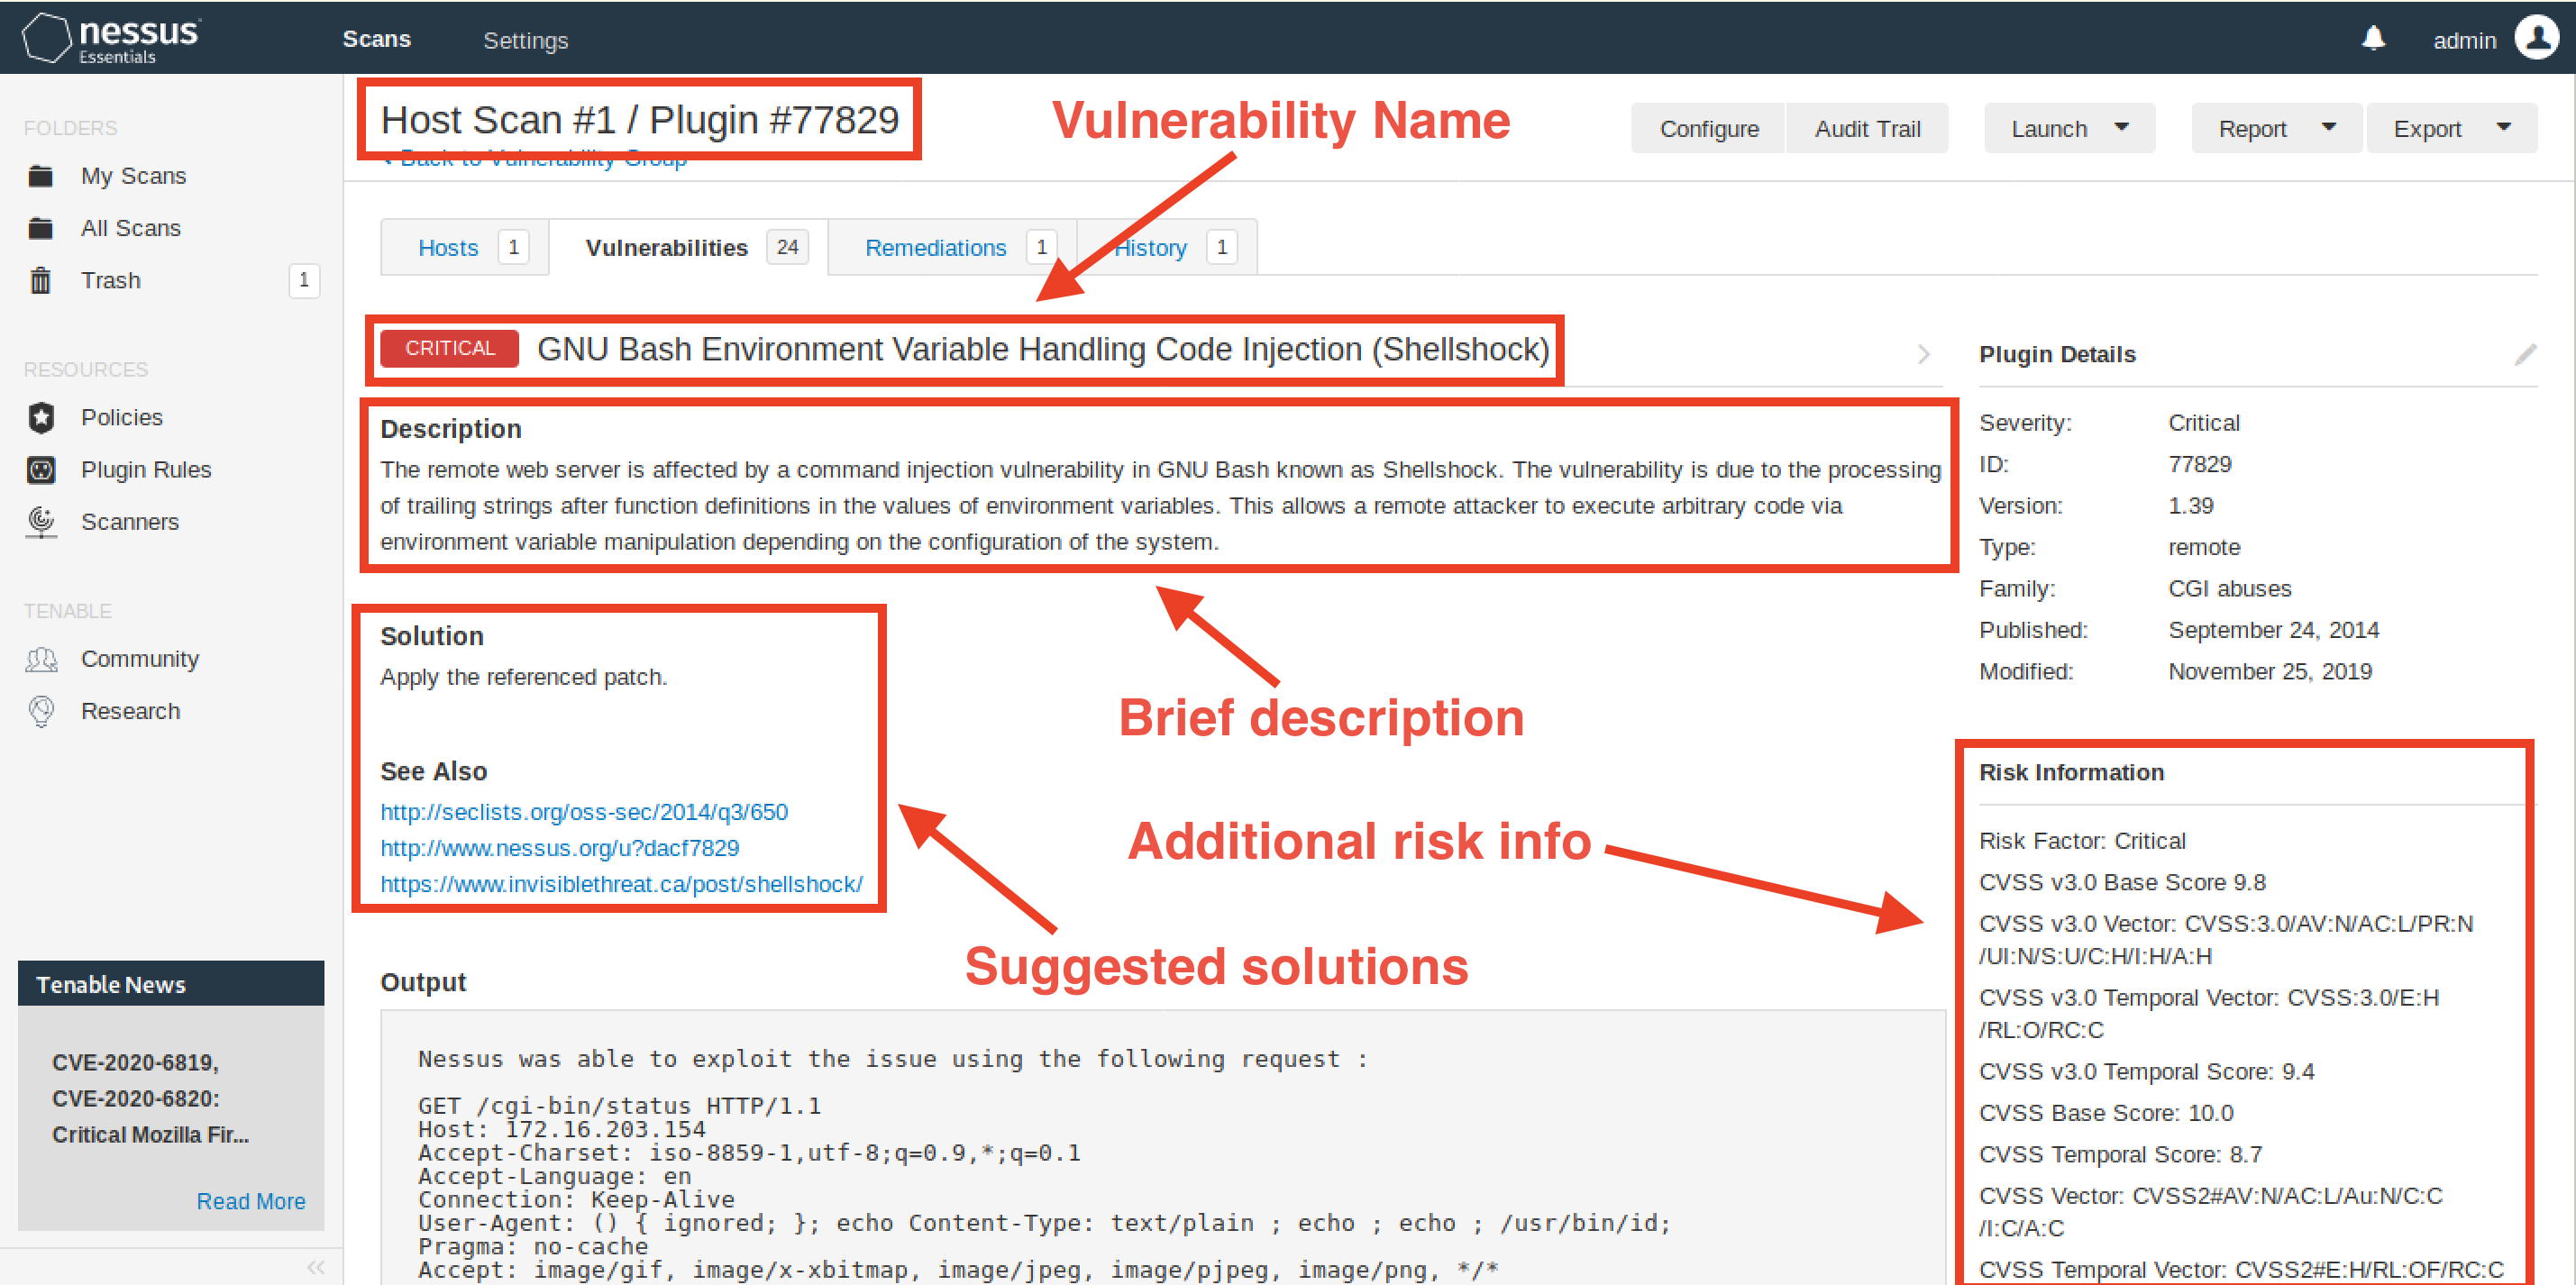 nessus
Essentials
Scans
Settings
admin
FOLDERS
My Scans
All Scans
Trash 1
RESOURCES
Policies
Plugin Rules
Scanners
TENABLE
Community
Research
Tenable News
CVE-2020-6819,
CVE-2020-6820:
Critical Mozilla Fir...
Read More
Host Scan #1 / Plugin #77829
Back to Vulnerability Group
Vulnerability Name
Configure
Audit Trail
Launch
Report
Export
Hosts 1
Vulnerabilities 24
Remediations 1
History 1
CRITICAL GNU Bash Environment Variable Handling Code Injection (Shellshock)
Description
The remote web server is affected by a command injection vulnerability in GNU Bash known as Shellshock. The vulnerability is due to the processing
of trailing strings after function definitions in the values of environment variables. This allows a remote attacker to execute arbitrary code via
environment variable manipulation depending on the configuration of the system.
Brief description
Solution
Apply the referenced patch.
See Also
http://seclists.org/oss-sec/2014/q3/650
http://www.nessus.org/u?dacf7829
https://www.invisiblethreat.ca/post/shellshock/
Suggested solutions
Additional risk info
Output
Nessus was able to exploit the issue using the following request :
GET /cgi-bin/status HTTP/1.1
Host: 172.16.203.154
Accept-Charset: iso-8859-1,utf-8;q=0.9,*;q=0.1
Accept-Language: en
Connection: Keep-Alive
User-Agent: () { ignored; }; echo Content-Type: text/plain ; echo ; echo ; /usr/bin/id;
Pragma: no-cache
Accept: image/gif, image/x-xbitmap, image/jpeg, image/pjpeg, image/png, */*
Plugin Details
Severity: Critical
ID: 77829
Version: 1.39
Type: remote
Family: CGI abuses
Published: September 24, 2014
Modified: November 25, 2019
Risk Information
Risk Factor: Critical
CVSS v3.0 Base Score 9.8
CVSS v3.0 Vector: CVSS:3.0/AV:N/AC:L/PR:N
/UI:N/S:U/C:H/I:H/A:H
CVSS v3.0 Temporal Vector: CVSS:3.0/E:H
/RL:O/RC:C
CVSS v3.0 Temporal Score: 9.4
CVSS Base Score: 10.0
CVSS Temporal Score: 8.7
CVSS Vector: CVSS2#AV:N/AC:L/Au:N/C:C
/I:C/A:C
CVSS Temporal Vector: CVSS2#E:H/RL:OF/RC:C